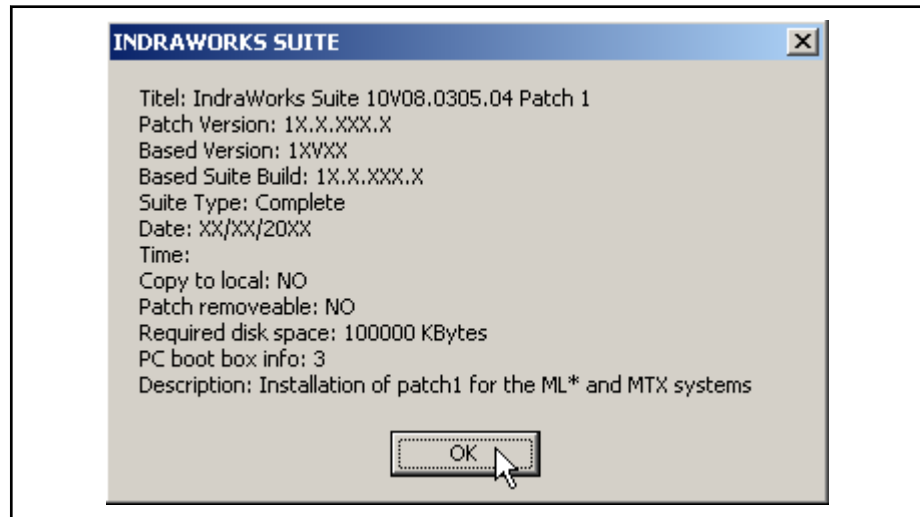 INDRAWORKS SUITE
Titel: IndraWorks Suite 10V08.0305.04 Patch 1
Patch Version: 1X.X.XXX.X
Based Version: 1XVXX
Based Suite Build: 1X.X.XXX.X
Suite Type: Complete
Date: XX/XX/20XX
Time:
Copy to local: NO
Patch removeable: NO
Required disk space: 100000 KBytes
PC boot box info: 3
Description: Installation of patch1 for the ML* and MTX systems
OK